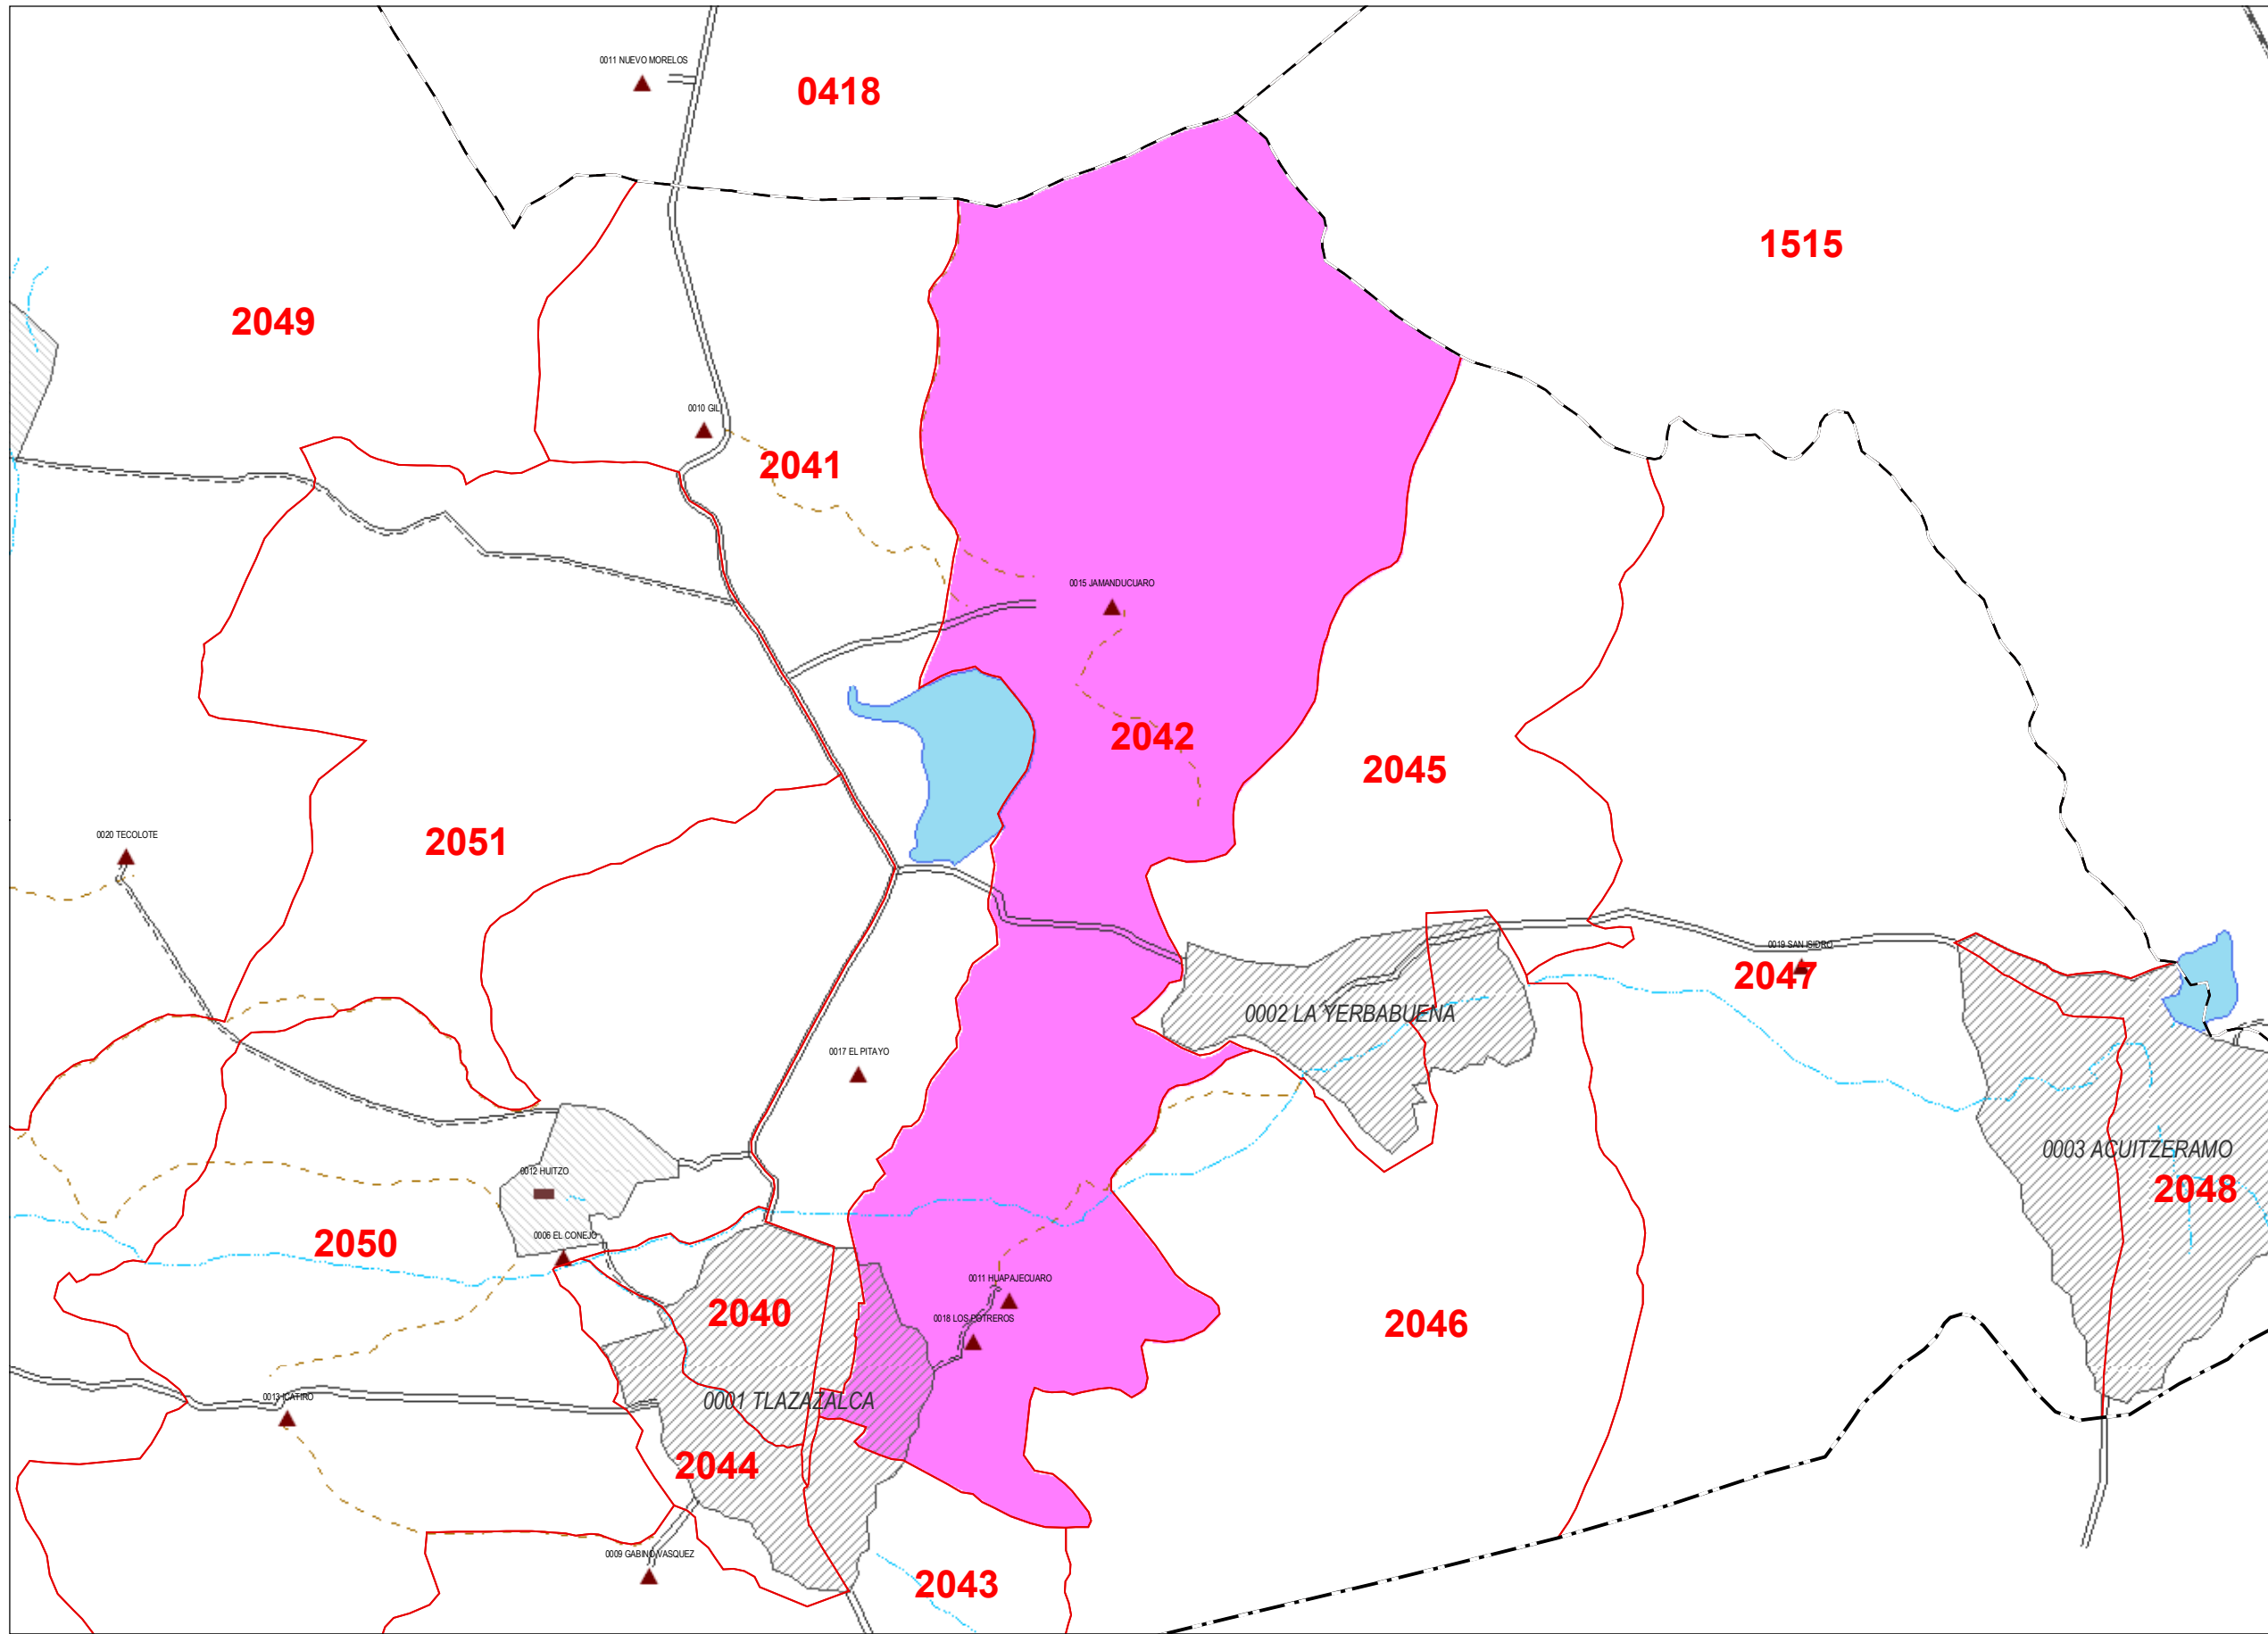 0011 NUEVO MORELOS
0418
1515
2049
0010 GIL
2041
0015 JAMANDUCUARO
2042
2045
0020 TECOLOTE
2051
0019 SAN ISIDRO
2047
0002 LA YERBABUENA
0017 EL PITAYO
0003 ACUITZERAMO
0012 HUITZO
2048
0006 EL CONEJO
2050
0011 HUAPAJECUARO
2040
0018 LOS POTREROS
2046
0013 ICATIRO
0001 TLAZAZALCA
2044
0009 GABINO VASQUEZ
2043